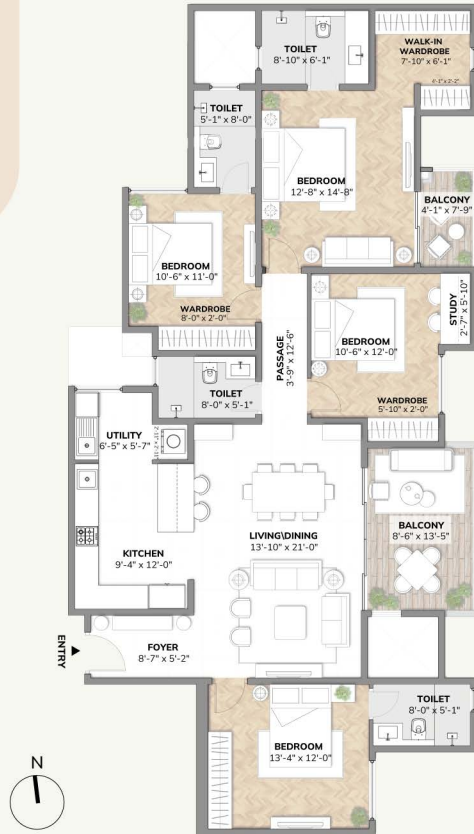 TOILET
8'-10" x 6'-1"
WALK-IN
WARDROBE
7'-10" x 6'-1"
TOILET
5'-1" x 8'-0"
BEDROOM
12'-8" x 14'-8"
BALCONY
4'-1" x 7'-9"
BEDROOM
10'-6" x 11'-0"
WARDROBE
8'-0" x 2'-0"
STUDY
2'-7" x 5'-10"
BEDROOM
10'-6" x 12'-0"
PASSAGE
3'-9" x 12'-6"
WARDROBE
5'-10" x 2'-0"
TOILET
8'-0" x 5'-1"
UTILITY
6'-5" x 5'-7"
BALCONY
8'-6" x 13'-5"
LIVING\DINING
13'-10" x 21'-0"
KITCHEN
9'-4" x 12'-0"
FOYER
8'-7" x 5'-2"
ENTRY
TOILET
8'-0" x 5'-1"
BEDROOM
13'-4" x 12'-0"
N